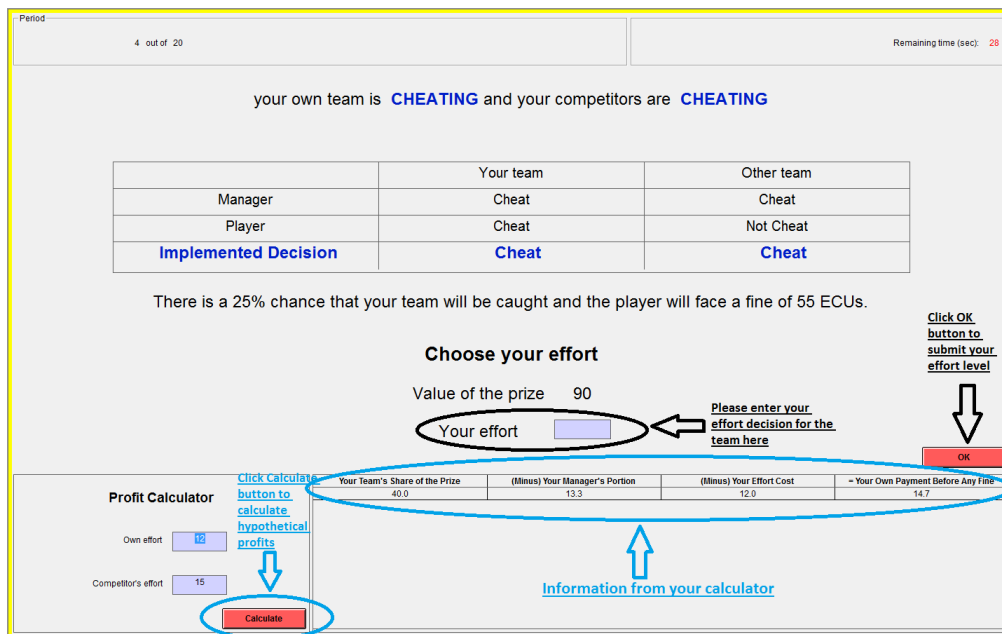 Period
4 out of 20
Remaining time (sec): 28
your own team is CHEATING and your competitors are CHEATING
Your team Other team
Manager Cheat Cheat
Player Cheat Not Cheat
Implemented Decision Cheat Cheat
There is a 25% chance that your team will be caught and the player will face a fine of 55 ECUs.
Click OK
button to
submit your
effort level
Choose your effort
Value of the prize 90
Your effort
Please enter your
effort decision for the
team here
OK
Profit Calculator
Own effort 12
Competitor's effort 15
Calculate
Click Calculate
button to
calculate
hypothetical
profits
Your Team's Share of the Prize (Minus) Your Manager's Portion (Minus) Your Effort Cost = Your Own Payment Before Any Fine
40.0 13.3 12.0 14.7
Information from your calculator